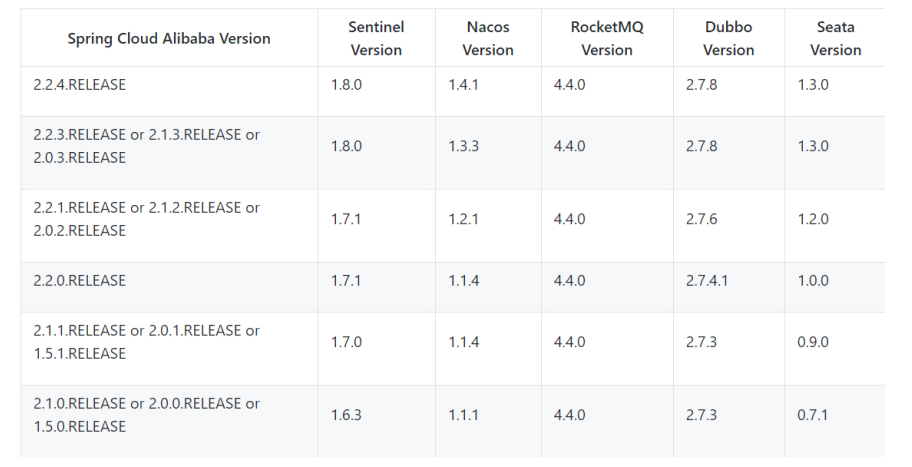 Spring Cloud Alibaba Version
Sentinel Version
Nacos Version
RocketMQ Version
Dubbo Version
Seata Version
2.2.4.RELEASE
1.8.0
1.4.1
4.4.0
2.7.8
1.3.0
2.2.3.RELEASE or 2.1.3.RELEASE or
2.0.3.RELEASE
1.8.0
1.3.3
4.4.0
2.7.8
1.3.0
2.2.1.RELEASE or 2.1.2.RELEASE or
2.0.2.RELEASE
1.7.1
1.2.1
4.4.0
2.7.6
1.2.0
2.2.0.RELEASE
1.7.1
1.1.4
4.4.0
2.7.4.1
1.0.0
2.1.1.RELEASE or 2.0.1.RELEASE or
1.5.1.RELEASE
1.7.0
1.1.4
4.4.0
2.7.3
0.9.0
2.1.0.RELEASE or 2.0.0.RELEASE or
1.5.0.RELEASE
1.6.3
1.1.1
4.4.0
2.7.3
0.7.1